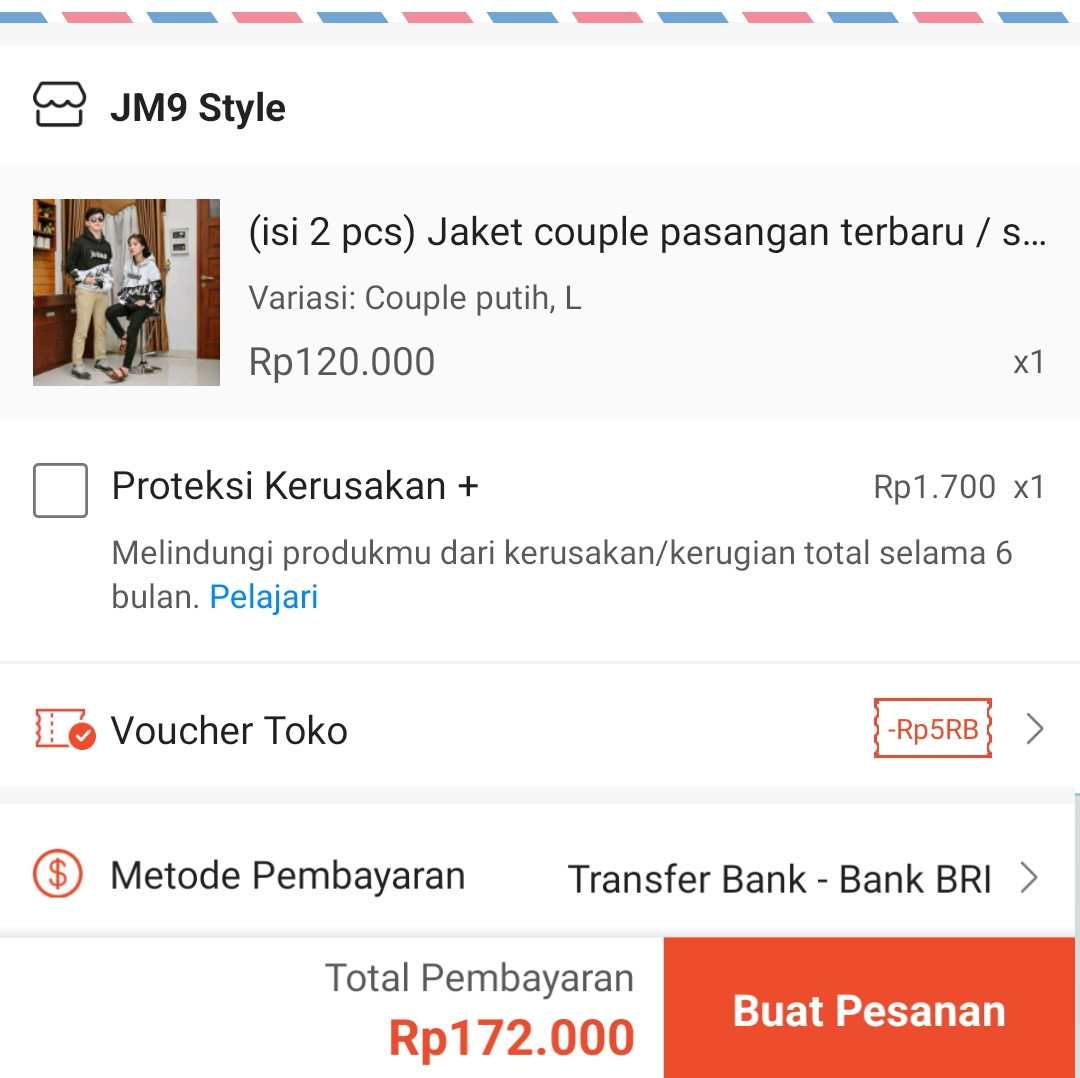 JM9 Style
(isi 2 pcs) Jaket couple pasangan terbaru / s...
Variasi: Couple putih, L
Rp120.000 x1
Proteksi Kerusakan + Rp1.700 x1
Melindungi produkmu dari kerusakan/kerugian total selama 6
bulan. Pelajari
Voucher Toko -Rp5RB
Metode Pembayaran Transfer Bank - Bank BRI
Total Pembayaran
Rp172.000
Buat Pesanan